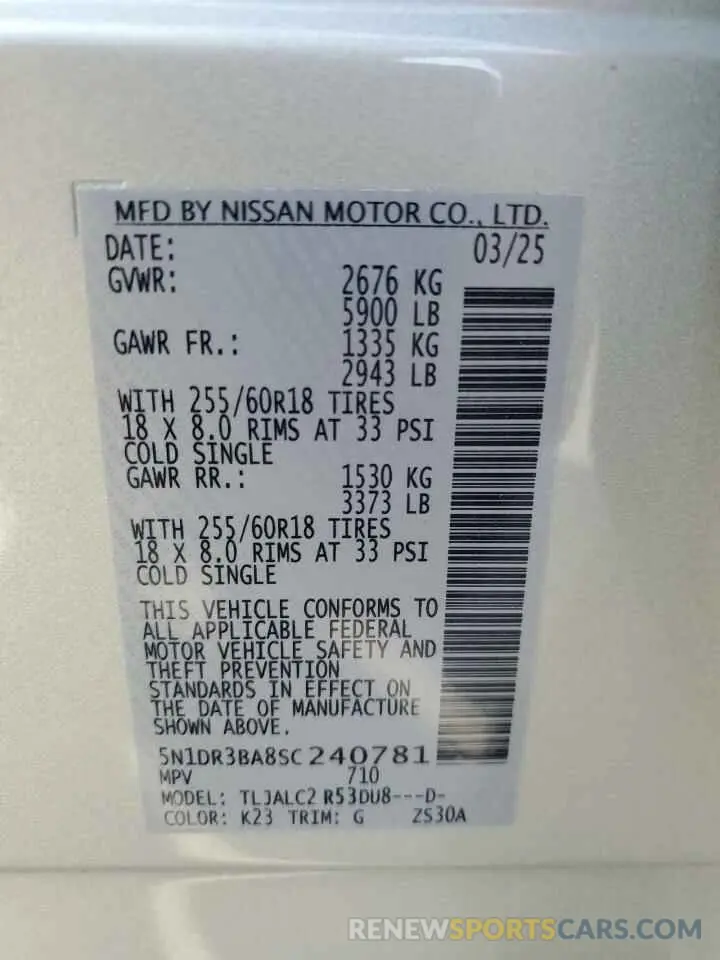 MFD BY NISSAN MOTOR CO., LTD.
DATE: 03/25
GVWR: 2676 KG
5900 LB
GAWR FR.: 1335 KG
2943 LB
WITH 255/60R18 TIRES
18 X 8.0 RIMS AT 33 PSI
COLD SINGLE
GAWR RR.: 1530 KG
3373 LB
WITH 255/60R18 TIRES
18 X 8.0 RIMS AT 33 PSI
COLD SINGLE
THIS VEHICLE CONFORMS TO
ALL APPLICABLE FEDERAL
MOTOR VEHICLE SAFETY AND
THEFT PREVENTION
STANDARDS IN EFFECT ON
THE DATE OF MANUFACTURE
SHOWN ABOVE.
5N1DR3BA8SC240781
MPV 710
MODEL: TLJALC2 R53DU8---D-
COLOR: K23 TRIM: G ZS30A
RENEWSPORTSCARS.COM